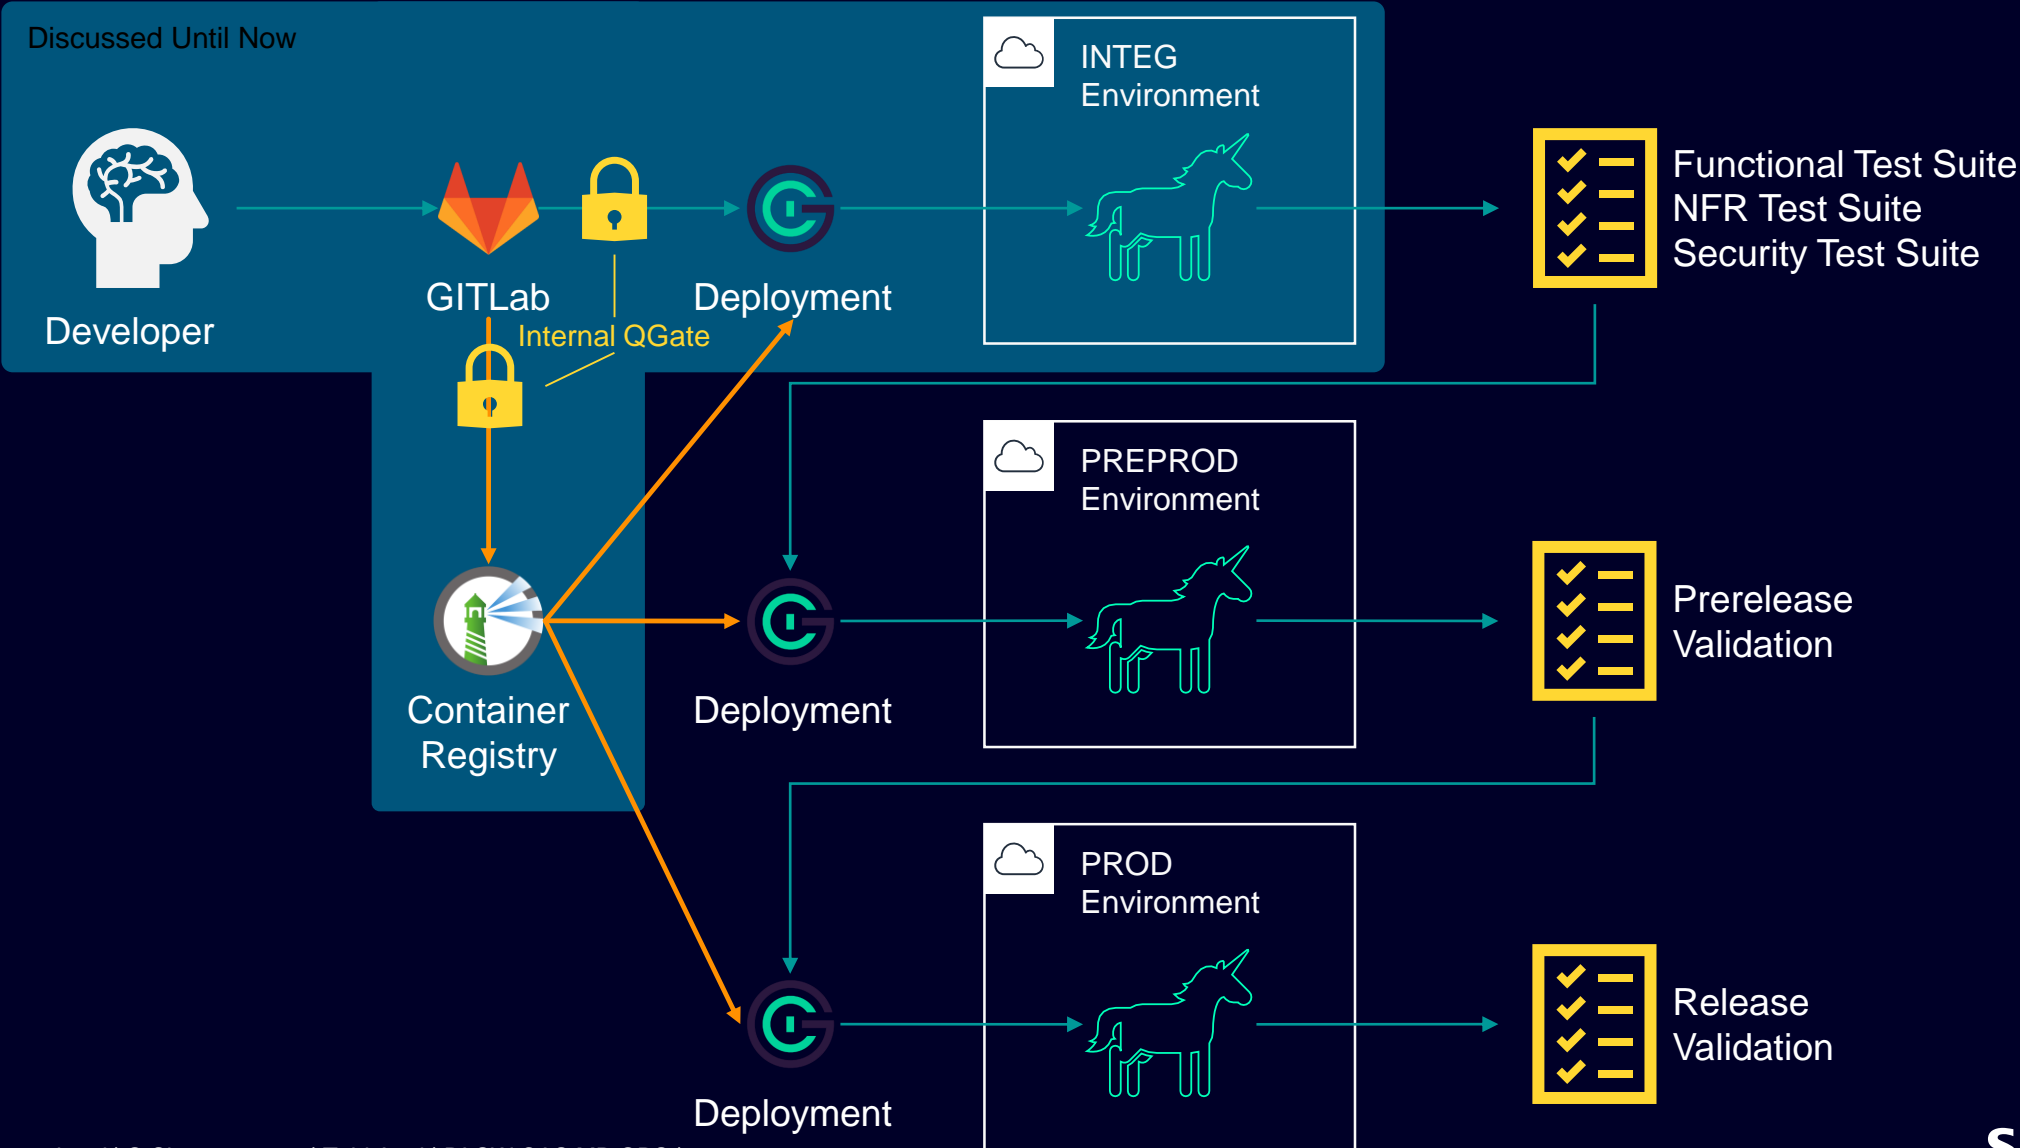 Discussed Until Now
INTEG
Environment
Functional Test Suite
NFR Test Suite
Security Test Suite
GITLab
Deployment
Developer
Internal QGate
PREPROD
Environment
Prerelease
Validation
Container
Registry
Deployment
PROD
Environment
Release
Validation
Deployment